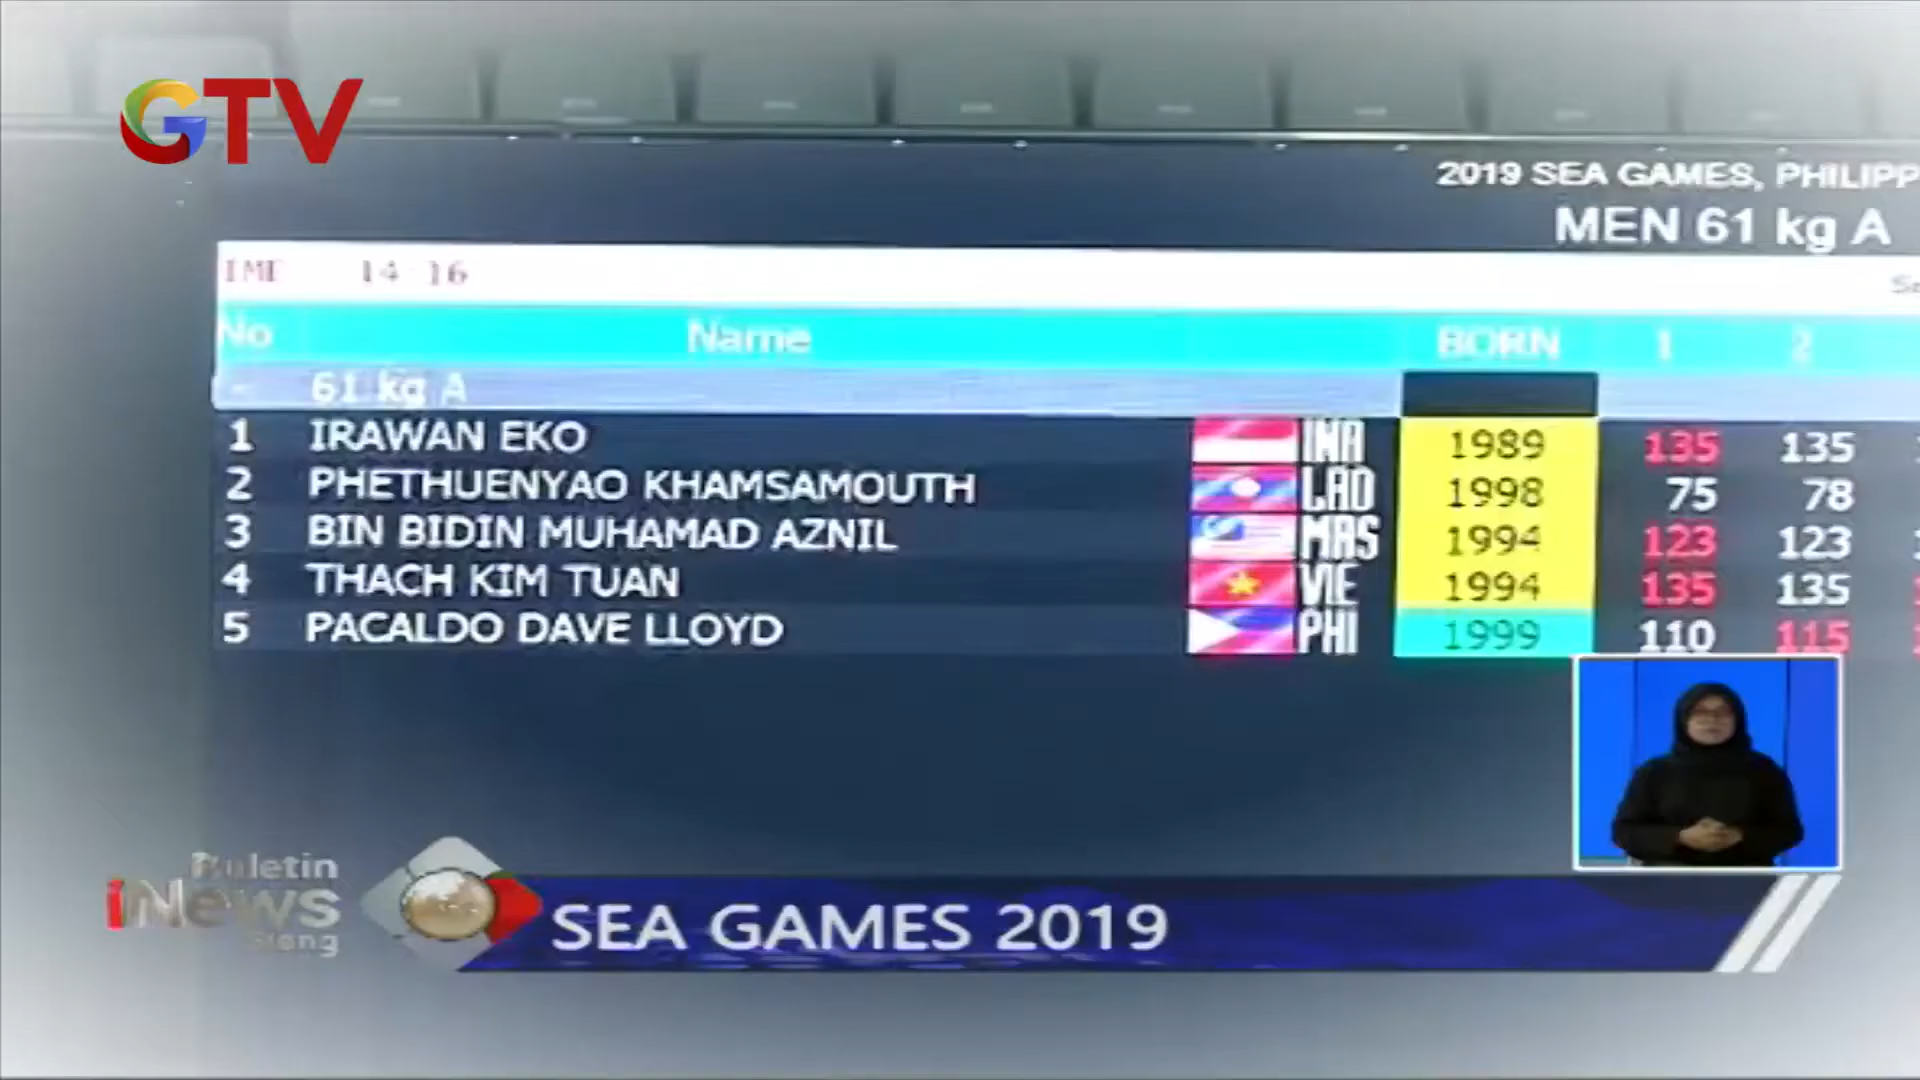 GTV
2019 SEA GAMES, PHILIPP
MEN 61 kg A
IME 14 16
No Name BORN 1 2
- 61 kg A
1 IRAWAN EKO INA 1989 135 135
2 PHETHUENYAO KHAMSAMOUTH LAO 1998 75 78
3 BIN BIDIN MUHAMAD AZNIL MAS 1994 123 123
4 THACH KIM TUAN VIE 1994 135 135
5 PACALDO DAVE LLOYD PHI 1999 110 115
Buletin
iNews
Siang
SEA GAMES 2019